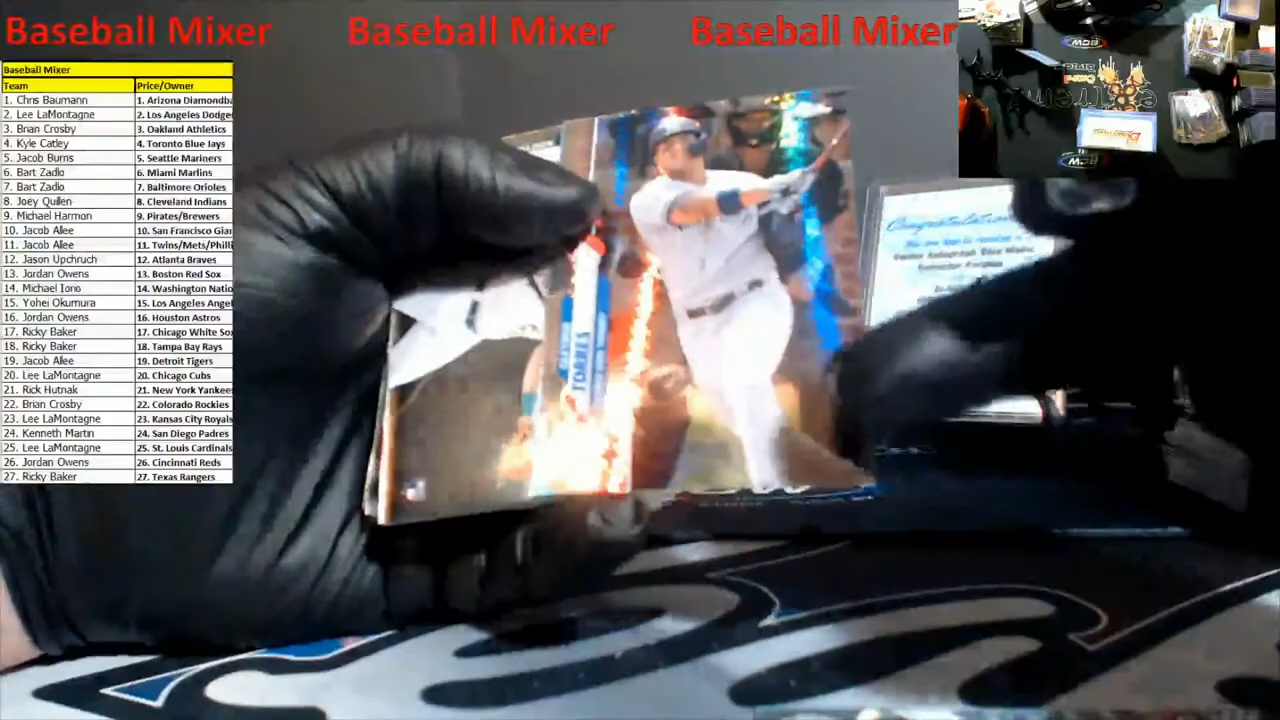 Baseball Mixer Baseball Mixer Baseball Mixer
Baseball Mixer
Team Price/Owner
1. Chris Baumann 1. Arizona Diamondba
2. Lee LaMontagne 2. Los Angeles Dodge
3. Brian Crosby 3. Oakland Athletics
4. Kyle Catley 4. Toronto Blue Jays
5. Jacob Burns 5. Seattle Mariners
6. Bart Zadlo 6. Miami Marlins
7. Bart Zadlo 7. Baltimore Orioles
8. Joey Quillen 8. Cleveland Indians
9. Michael Harmon 9. Pirates/Brewers
10. Jacob Allee 10. San Francisco Gian
11. Jacob Allee 11. Twins/Mets/Philli
12. Jason Upchruch 12. Atlanta Braves
13. Jordan Owens 13. Boston Red Sox
14. Michael Iorio 14. Washington Natio
15. Yohei Okumura 15. Los Angeles Angel
16. Jordan Owens 16. Houston Astros
17. Ricky Baker 17. Chicago White So
18. Ricky Baker 18. Tampa Bay Rays
19. Jacob Allee 19. Detroit Tigers
20. Lee LaMontagne 20. Chicago Cubs
21. Rick Hutnak 21. New York Yankee
22. Brian Crosby 22. Colorado Rockies
23. Lee LaMontagne 23. Kansas City Royals
24. Kenneth Martin 24. San Diego Padres
25. Lee LaMontagne 25. St. Louis Cardinals
26. Jordan Owens 26. Cincinnati Reds
27. Ricky Baker 27. Texas Rangers
TORRES
Congratulation